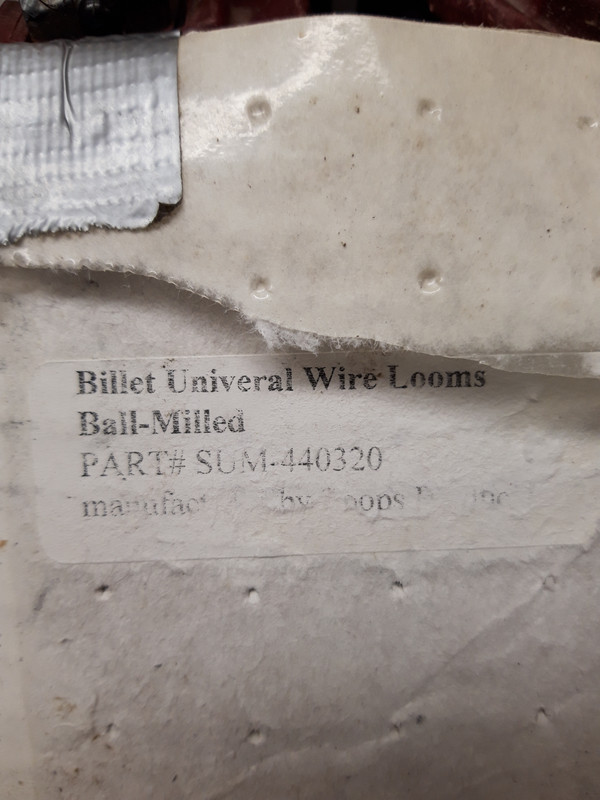 Billet Univeral Wire Looms
Ball-Milled
PART# SUM-440320
by